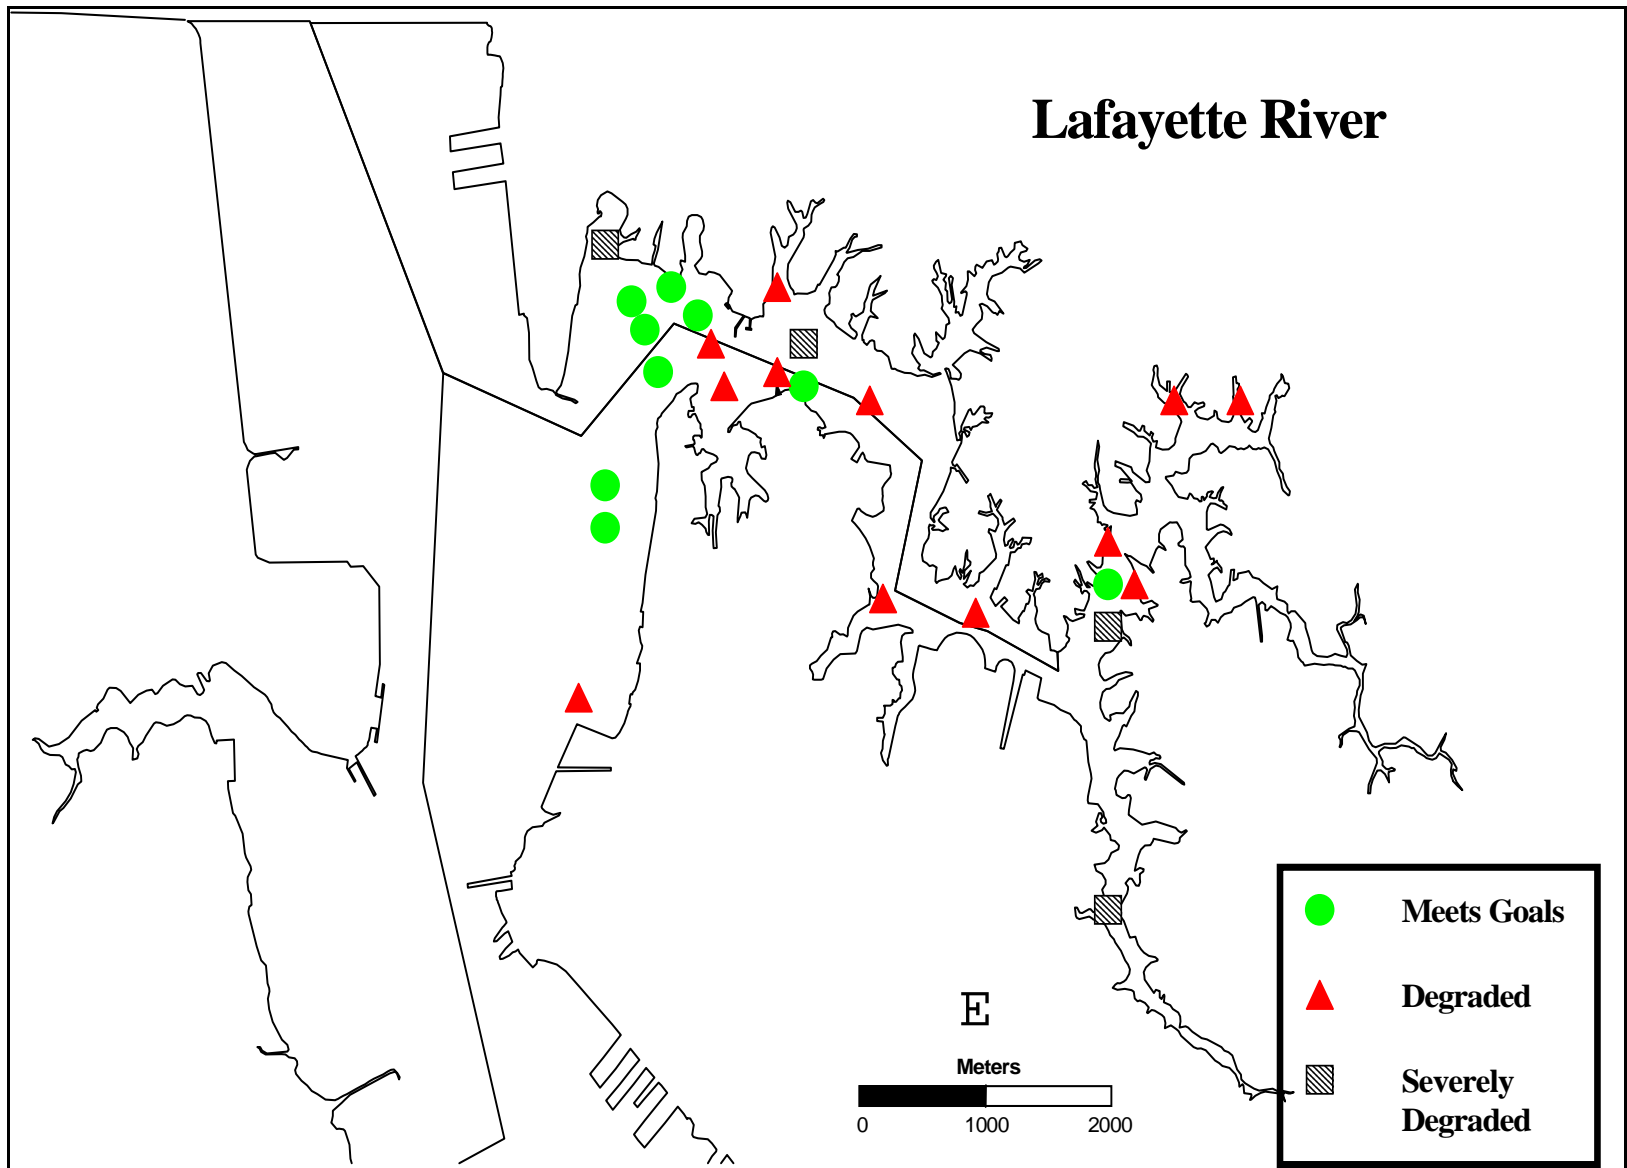 Lafayette River
Meets Goals
Degraded
Severely
Degraded
E
Meters
0 1000 2000